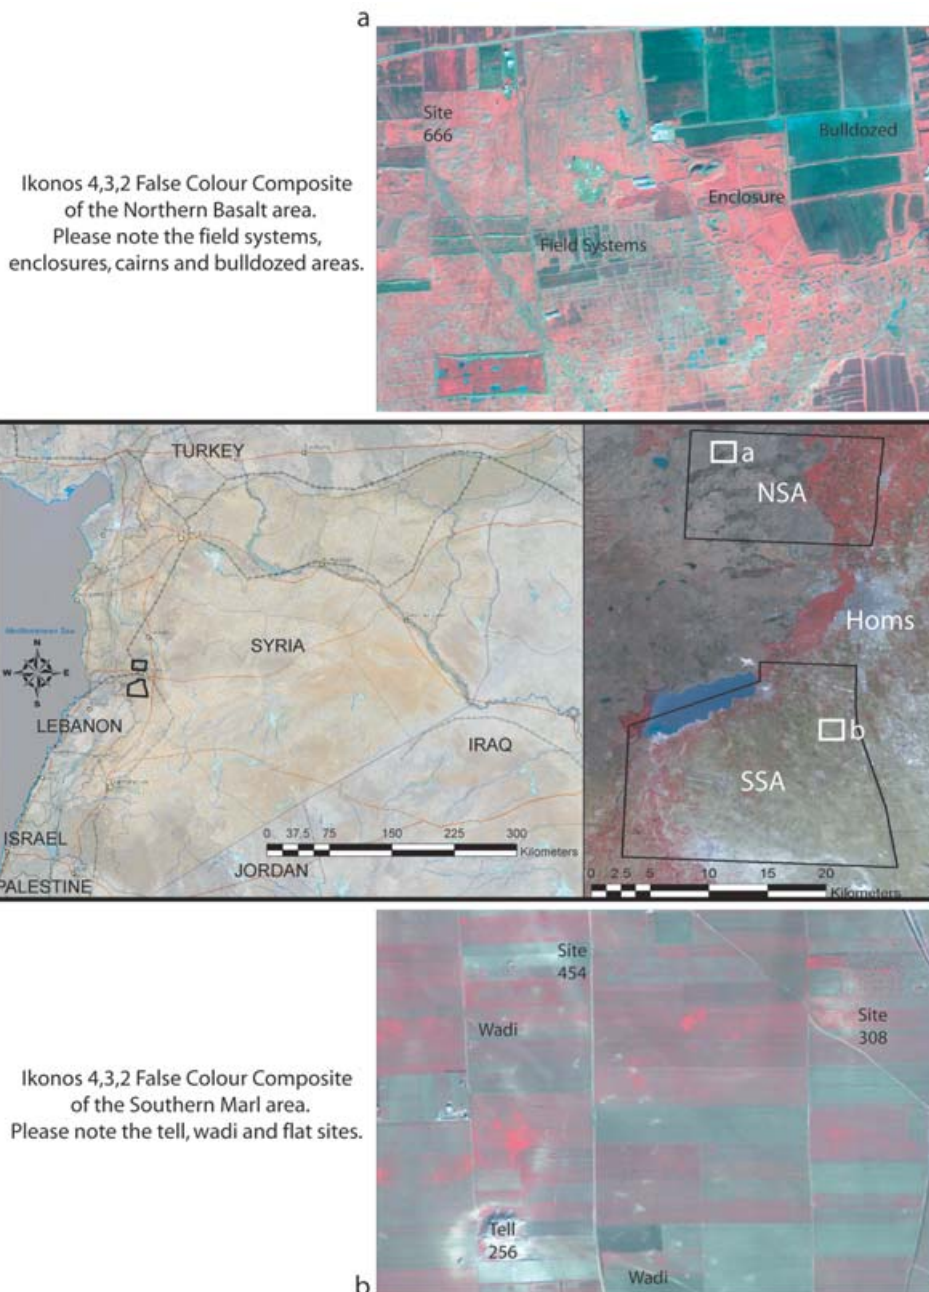 a
Site
666
Bulldozed
Enclosure
Field Systems
Ikonos 4,3,2 False Colour Composite
of the Northern Basalt area.
Please note the field systems,
enclosures, cairns and bulldozed areas.
TURKEY
Mediterranean Sea
N
W E
S
SYRIA
LEBANON
IRAQ
ISRAEL
PALESTINE
JORDAN
0 37.5 75 150 225 300
Kilometers
a
NSA
Homs
b
SSA
0 2.5 5 10 15 20
Kilometers
Ikonos 4,3,2 False Colour Composite
of the Southern Marl area.
Please note the tell, wadi and flat sites.
Site
454
Wadi
Site
308
Tell
256
Wadi
b